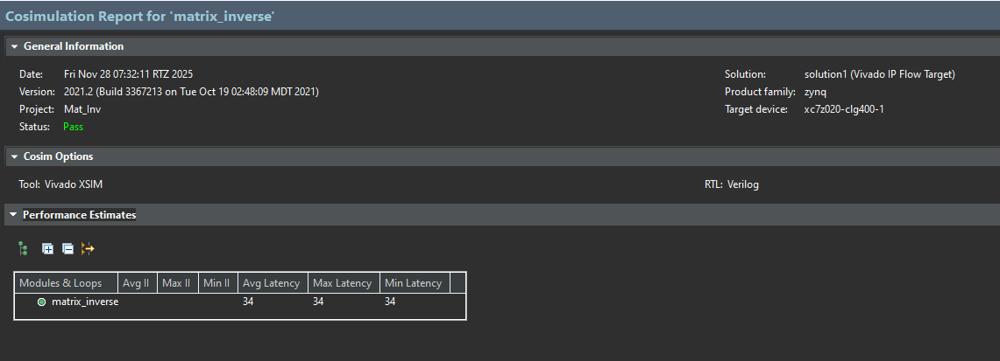 Cosimulation Report for 'matrix_inverse'
General Information
Date: Fri Nov 28 07:32:11 RTZ 2025
Solution: solution1 (Vivado IP Flow Target)
Version: 2021.2 (Build 3367213 on Tue Oct 19 02:48:09 MDT 2021)
Product family: zynq
Project: Mat_Inv
Target device: xc7z020-clg400-1
Status: Pass
Cosim Options
Tool: Vivado XSIM
RTL: Verilog
Performance Estimates
Modules & Loops Avg II Max II Min II Avg Latency Max Latency Min Latency
matrix_inverse 34 34 34